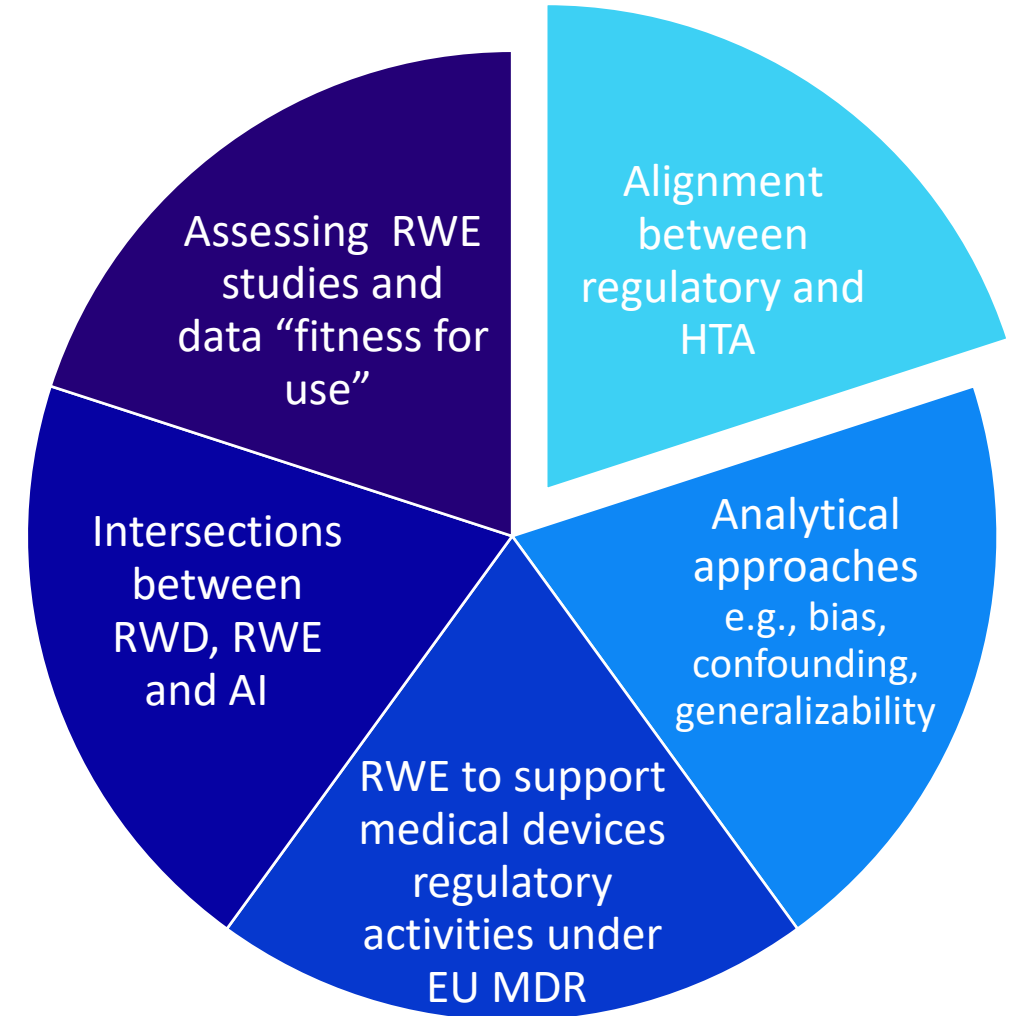 Alignment
between
regulatory and
HTA
Analytical
approaches
e.g., bias,
confounding,
generalizability
RWE to support
medical devices
regulatory
activities under
EU MDR
Intersections
between
RWD, RWE
and AI
Assessing  RWE
studies and
data “fitness for
use”